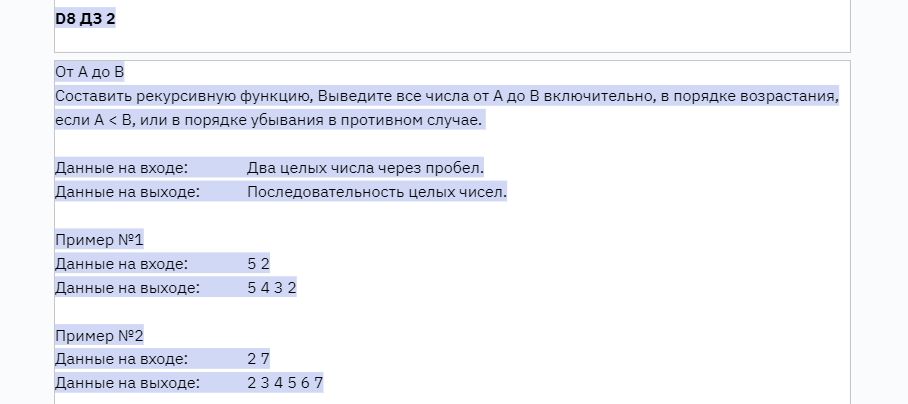 D8 ДЗ 2
От А до В
Составить рекурсивную функцию, Выведите все числа от А до В включительно, в порядке возрастания,
если A < B, или в порядке убывания в противном случае.
Данные на входе: Два целых числа через пробел.
Данные на выходе: Последовательность целых чисел.
Пример №1
Данные на входе: 5 2
Данные на выходе: 5 4 3 2
Пример №2
Данные на входе: 2 7
Данные на выходе: 2 3 4 5 6 7